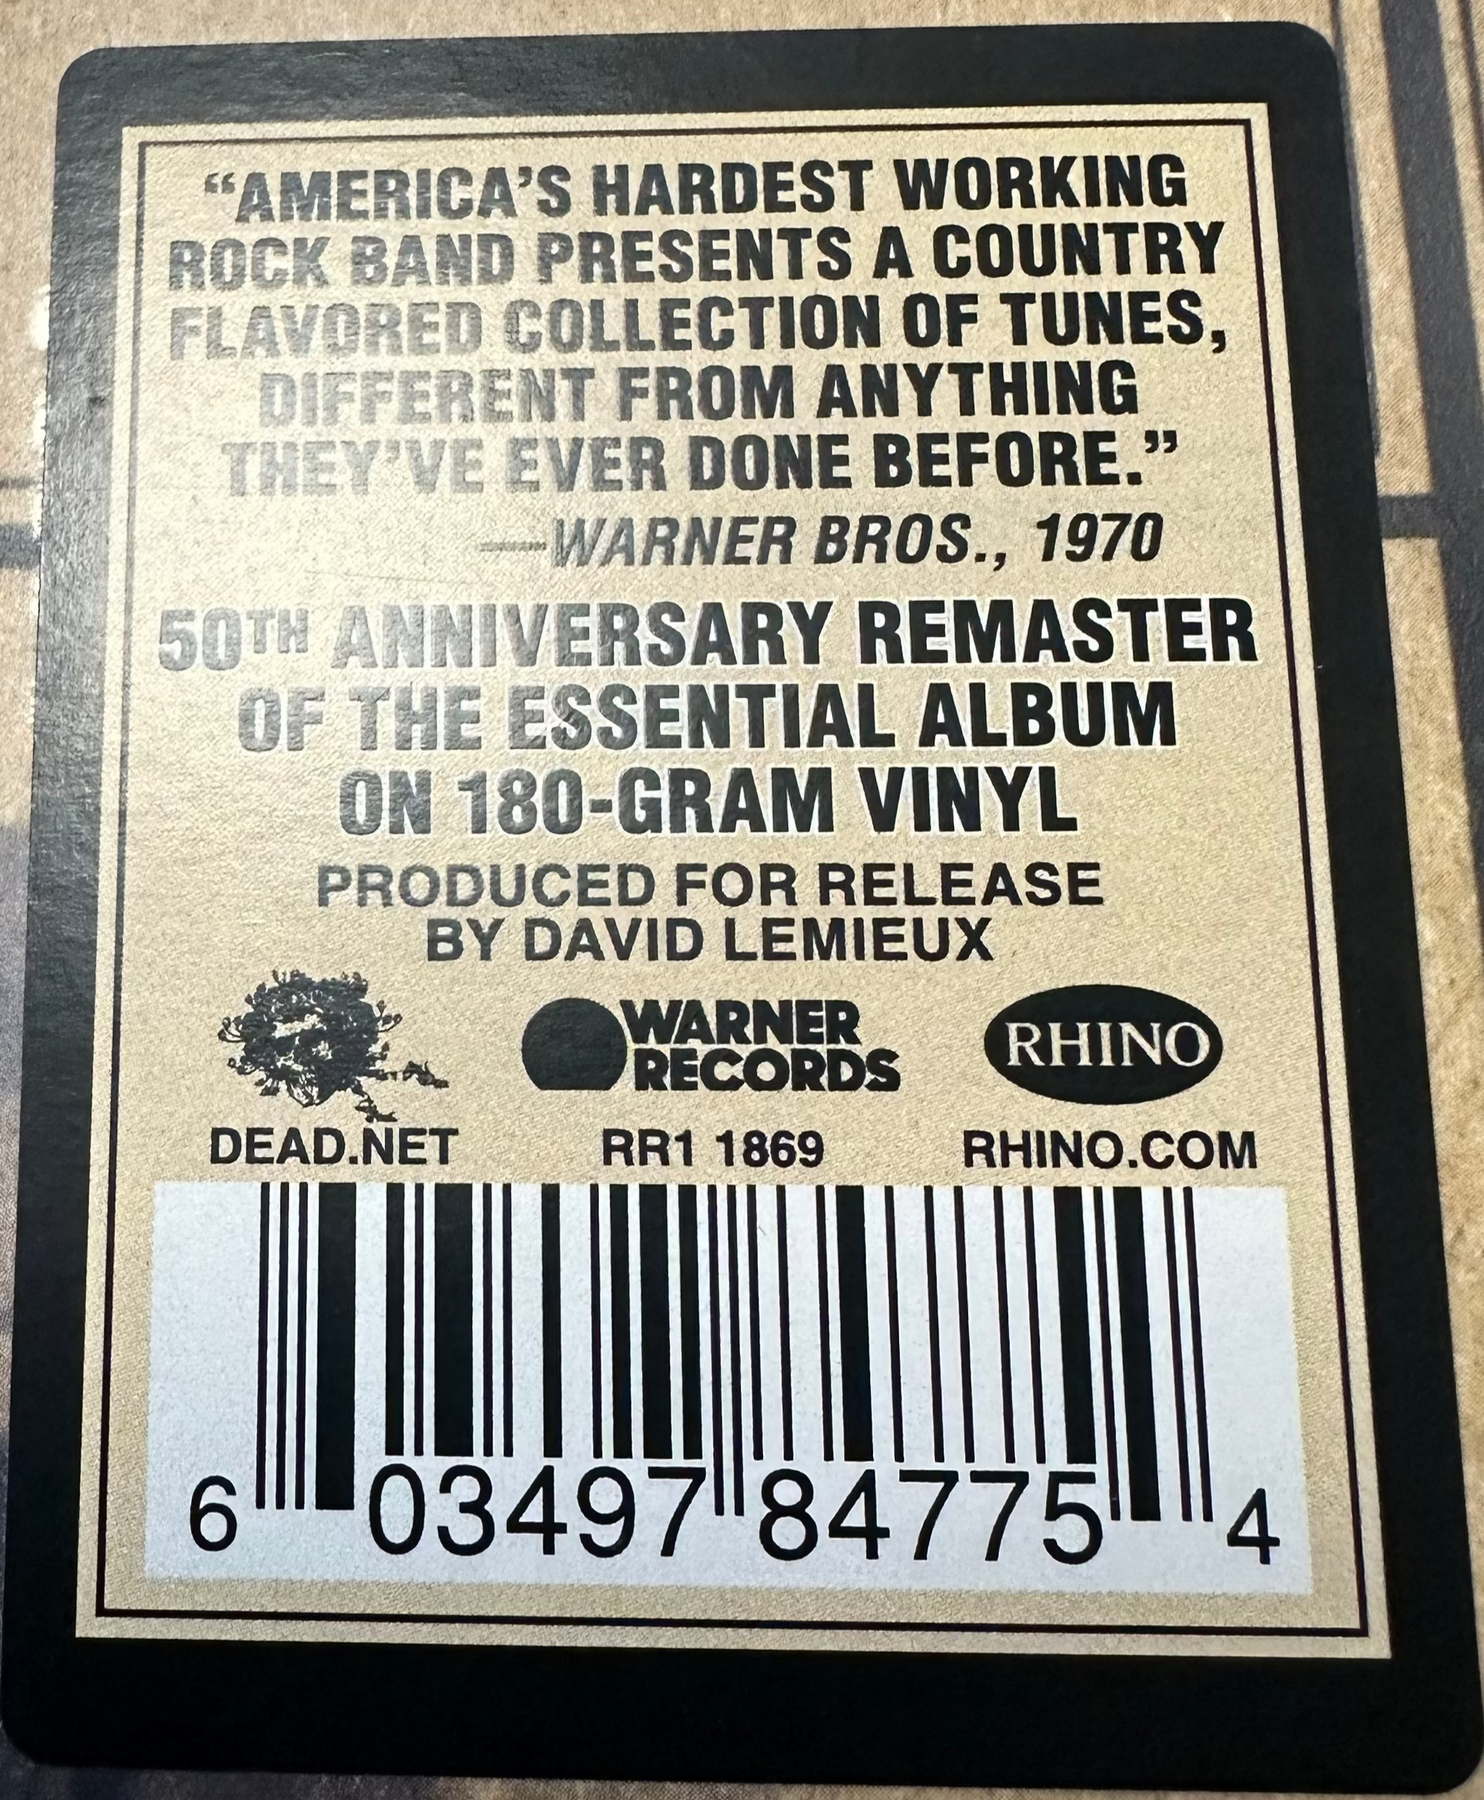 “AMERICA’S HARDEST WORKING
ROCK BAND PRESENTS A COUNTRY
FLAVORED COLLECTION OF TUNES,
DIFFERENT FROM ANYTHING
THEY’VE EVER DONE BEFORE.”
—WARNER BROS., 1970
50TH ANNIVERSARY REMASTER
OF THE ESSENTIAL ALBUM
ON 180-GRAM VINYL
PRODUCED FOR RELEASE
BY DAVID LEMIEUX
WARNER
RECORDS
RHINO
DEAD.NET RR1 1869 RHINO.COM
6 03497 84775 4